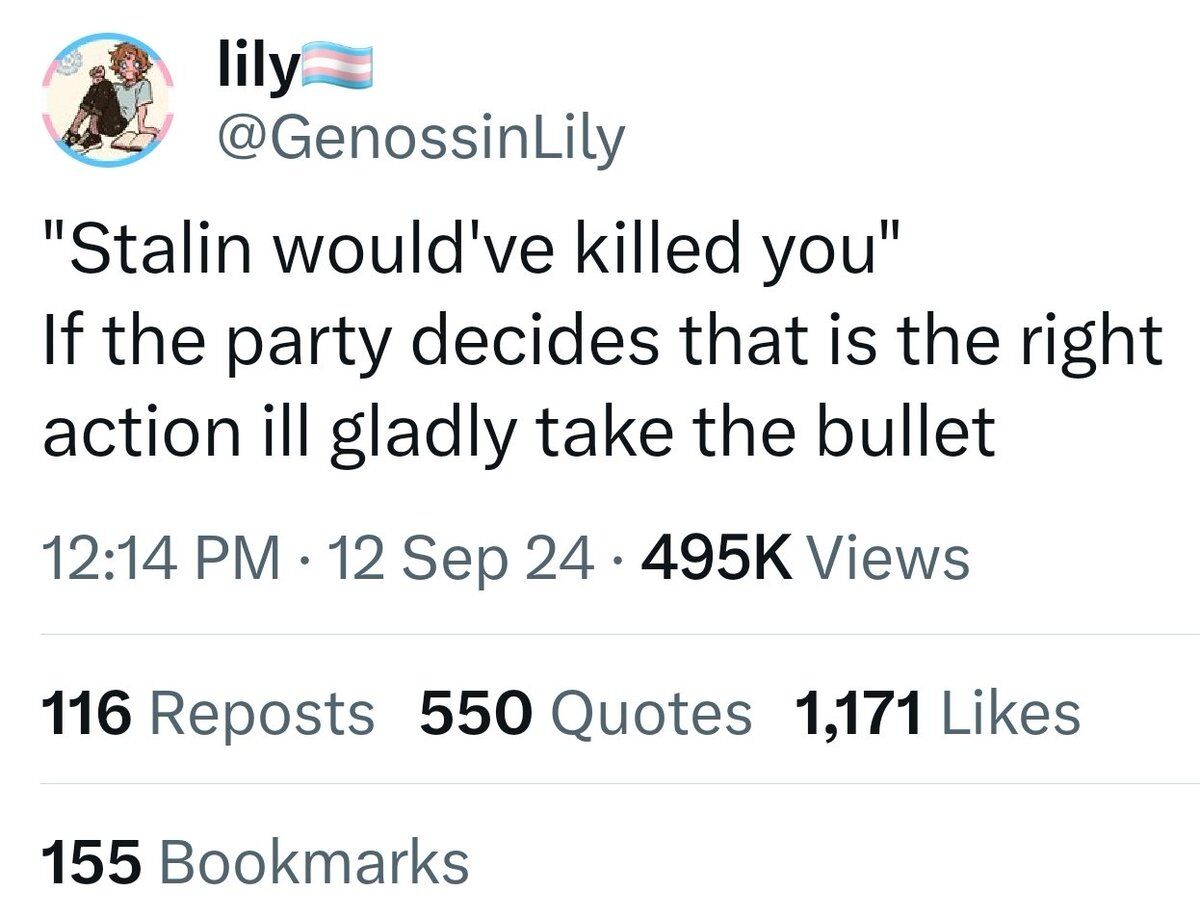 lily🏳️‍⚧️
@GenossinLily
"Stalin would've killed you"
If the party decides that is the right
action ill gladly take the bullet
12:14 PM · 12 Sep 24 · 495K Views
116 Reposts 550 Quotes 1,171 Likes
155 Bookmarks